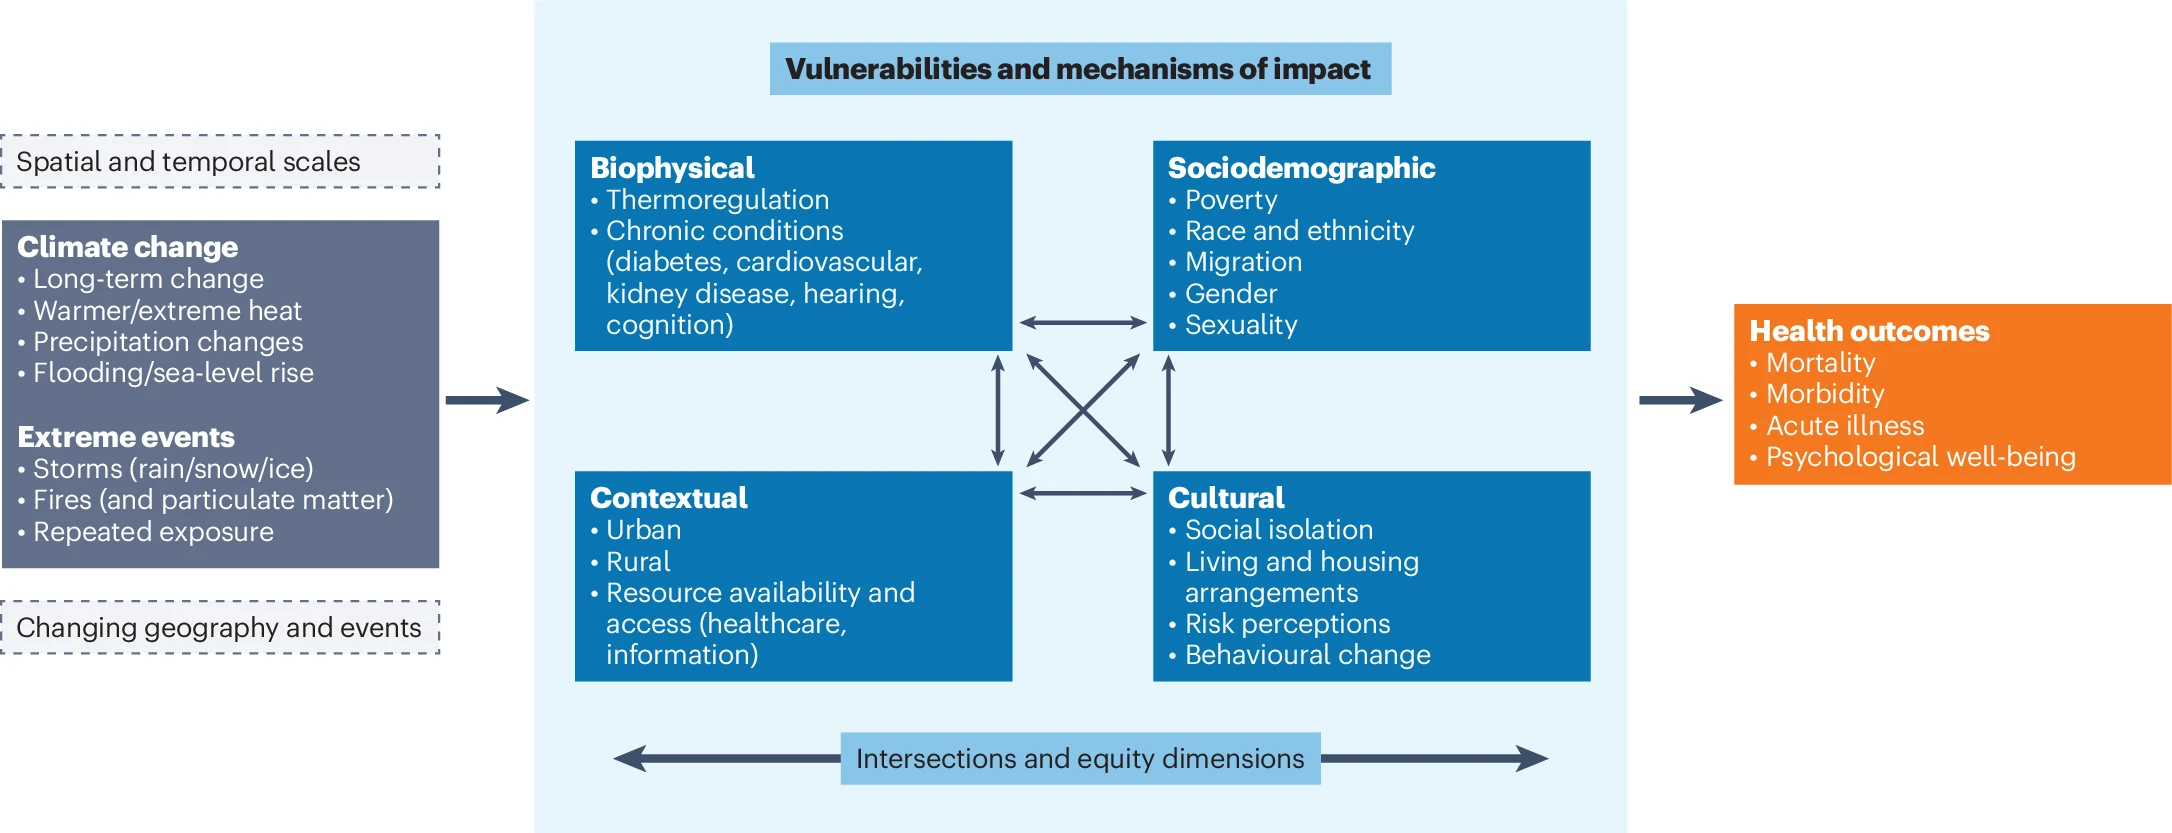 Vulnerabilities and mechanisms of impact
Spatial and temporal scales
Climate change
• Long-term change
• Warmer/extreme heat
• Precipitation changes
• Flooding/sea-level rise
Extreme events
• Storms (rain/snow/ice)
• Fires (and particulate matter)
• Repeated exposure
Changing geography and events
Biophysical
• Thermoregulation
• Chronic conditions
(diabetes, cardiovascular,
kidney disease, hearing,
cognition)
Sociodemographic
• Poverty
• Race and ethnicity
• Migration
• Gender
• Sexuality
Contextual
• Urban
• Rural
• Resource availability and
access (healthcare,
information)
Cultural
• Social isolation
• Living and housing
arrangements
• Risk perceptions
• Behavioural change
Intersections and equity dimensions
Health outcomes
• Mortality
• Morbidity
• Acute illness
• Psychological well-being